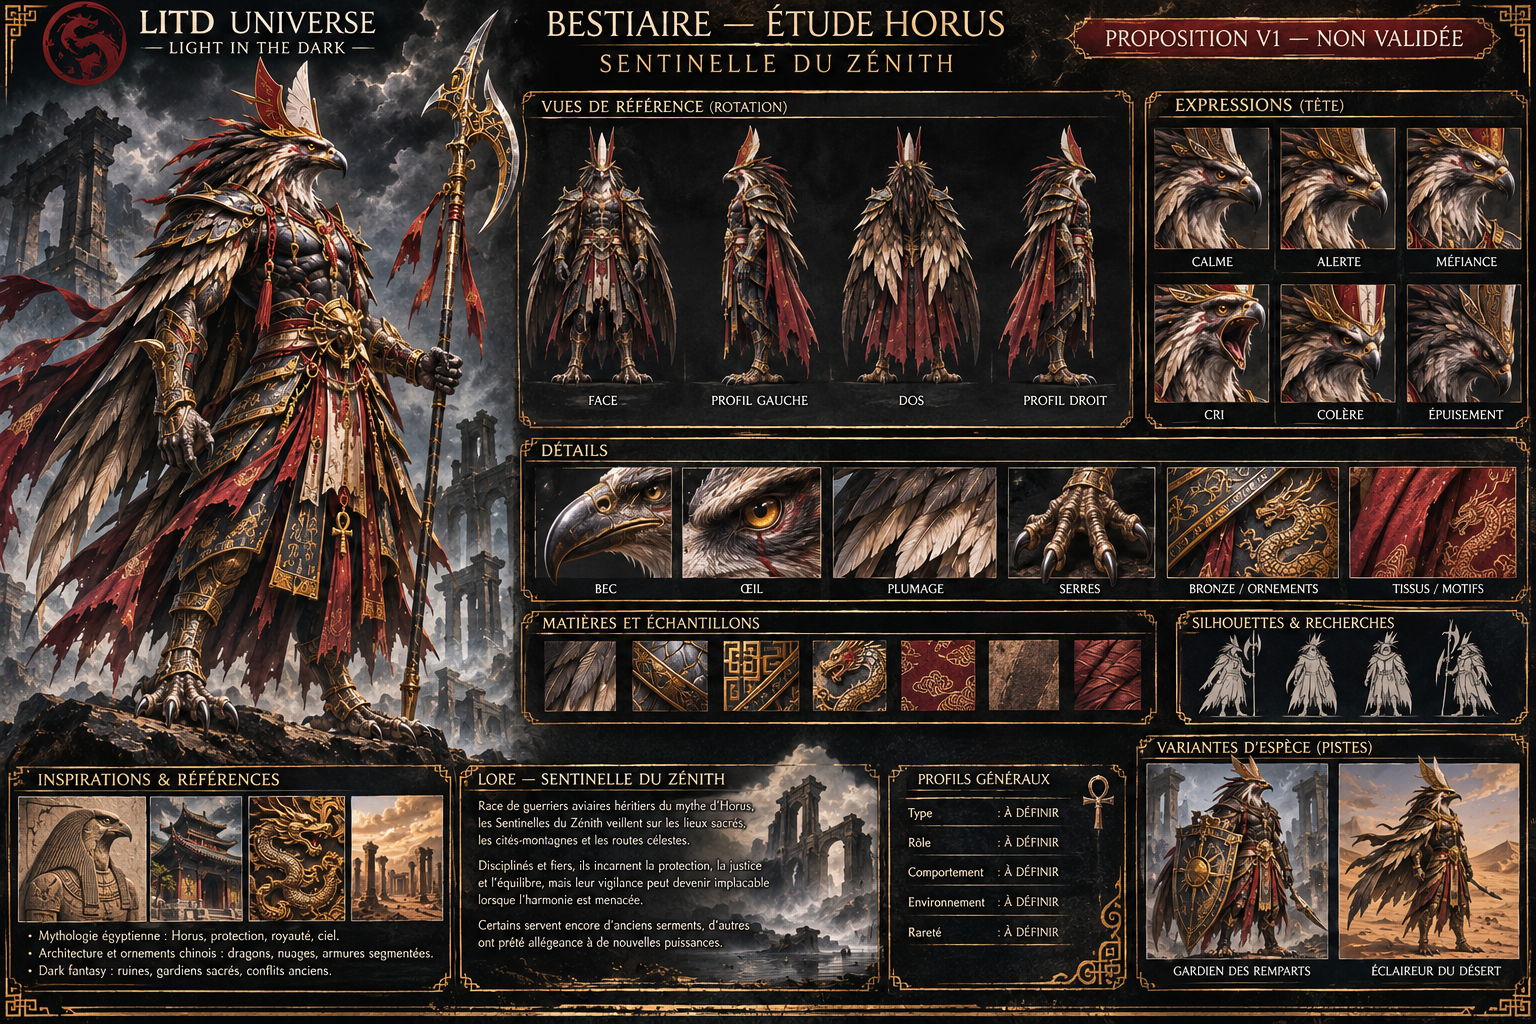 LITD UNIVERSE
— LIGHT IN THE DARK —
BESTIAIRE — ÉTUDE HORUS
SENTINELLE DU ZÉNITH
PROPOSITION V1 — NON VALIDÉE
VUES DE RÉFÉRENCE (ROTATION)
FACE
PROFIL GAUCHE
DOS
PROFIL DROIT
EXPRESSIONS (TÊTE)
CALME
ALERTE
MÉFIANCE
CRI
COLÈRE
ÉPUISEMENT
DÉTAILS
BEC
ŒIL
PLUMAGE
SERRES
BRONZE / ORNEMENTS
TISSUS / MOTIFS
MATIÈRES ET ÉCHANTILLONS
SILHOUETTES & RECHERCHES
INSPIRATIONS & RÉFÉRENCES
• Mythologie égyptienne : Horus, protection, royauté, ciel.
• Architecture et ornements chinois : dragons, nuages, armures segmentées.
• Dark fantasy : ruines, gardiens sacrés, conflits anciens.
LORE — SENTINELLE DU ZÉNITH
Race de guerriers aviaires héritiers du mythe d'Horus,
les Sentinelles du Zénith veillent sur les lieux sacrés,
les cités-montagnes et les routes célestes.
Disciplinés et fiers, ils incarnent la protection, la justice
et l'équilibre, mais leur vigilance peut devenir implacable
lorsque l'harmonie est menacée.
Certains servent encore d'anciens serments, d'autres
ont prêté allégeance à de nouvelles puissances.
PROFILS GÉNÉRAUX
Type : À DÉFINIR
Rôle : À DÉFINIR
Comportement : À DÉFINIR
Environnement : À DÉFINIR
Rareté : À DÉFINIR
VARIANTES D'ESPÈCE (PISTES)
GARDIEN DES REMPARTS
ÉCLAIREUR DU DÉSERT